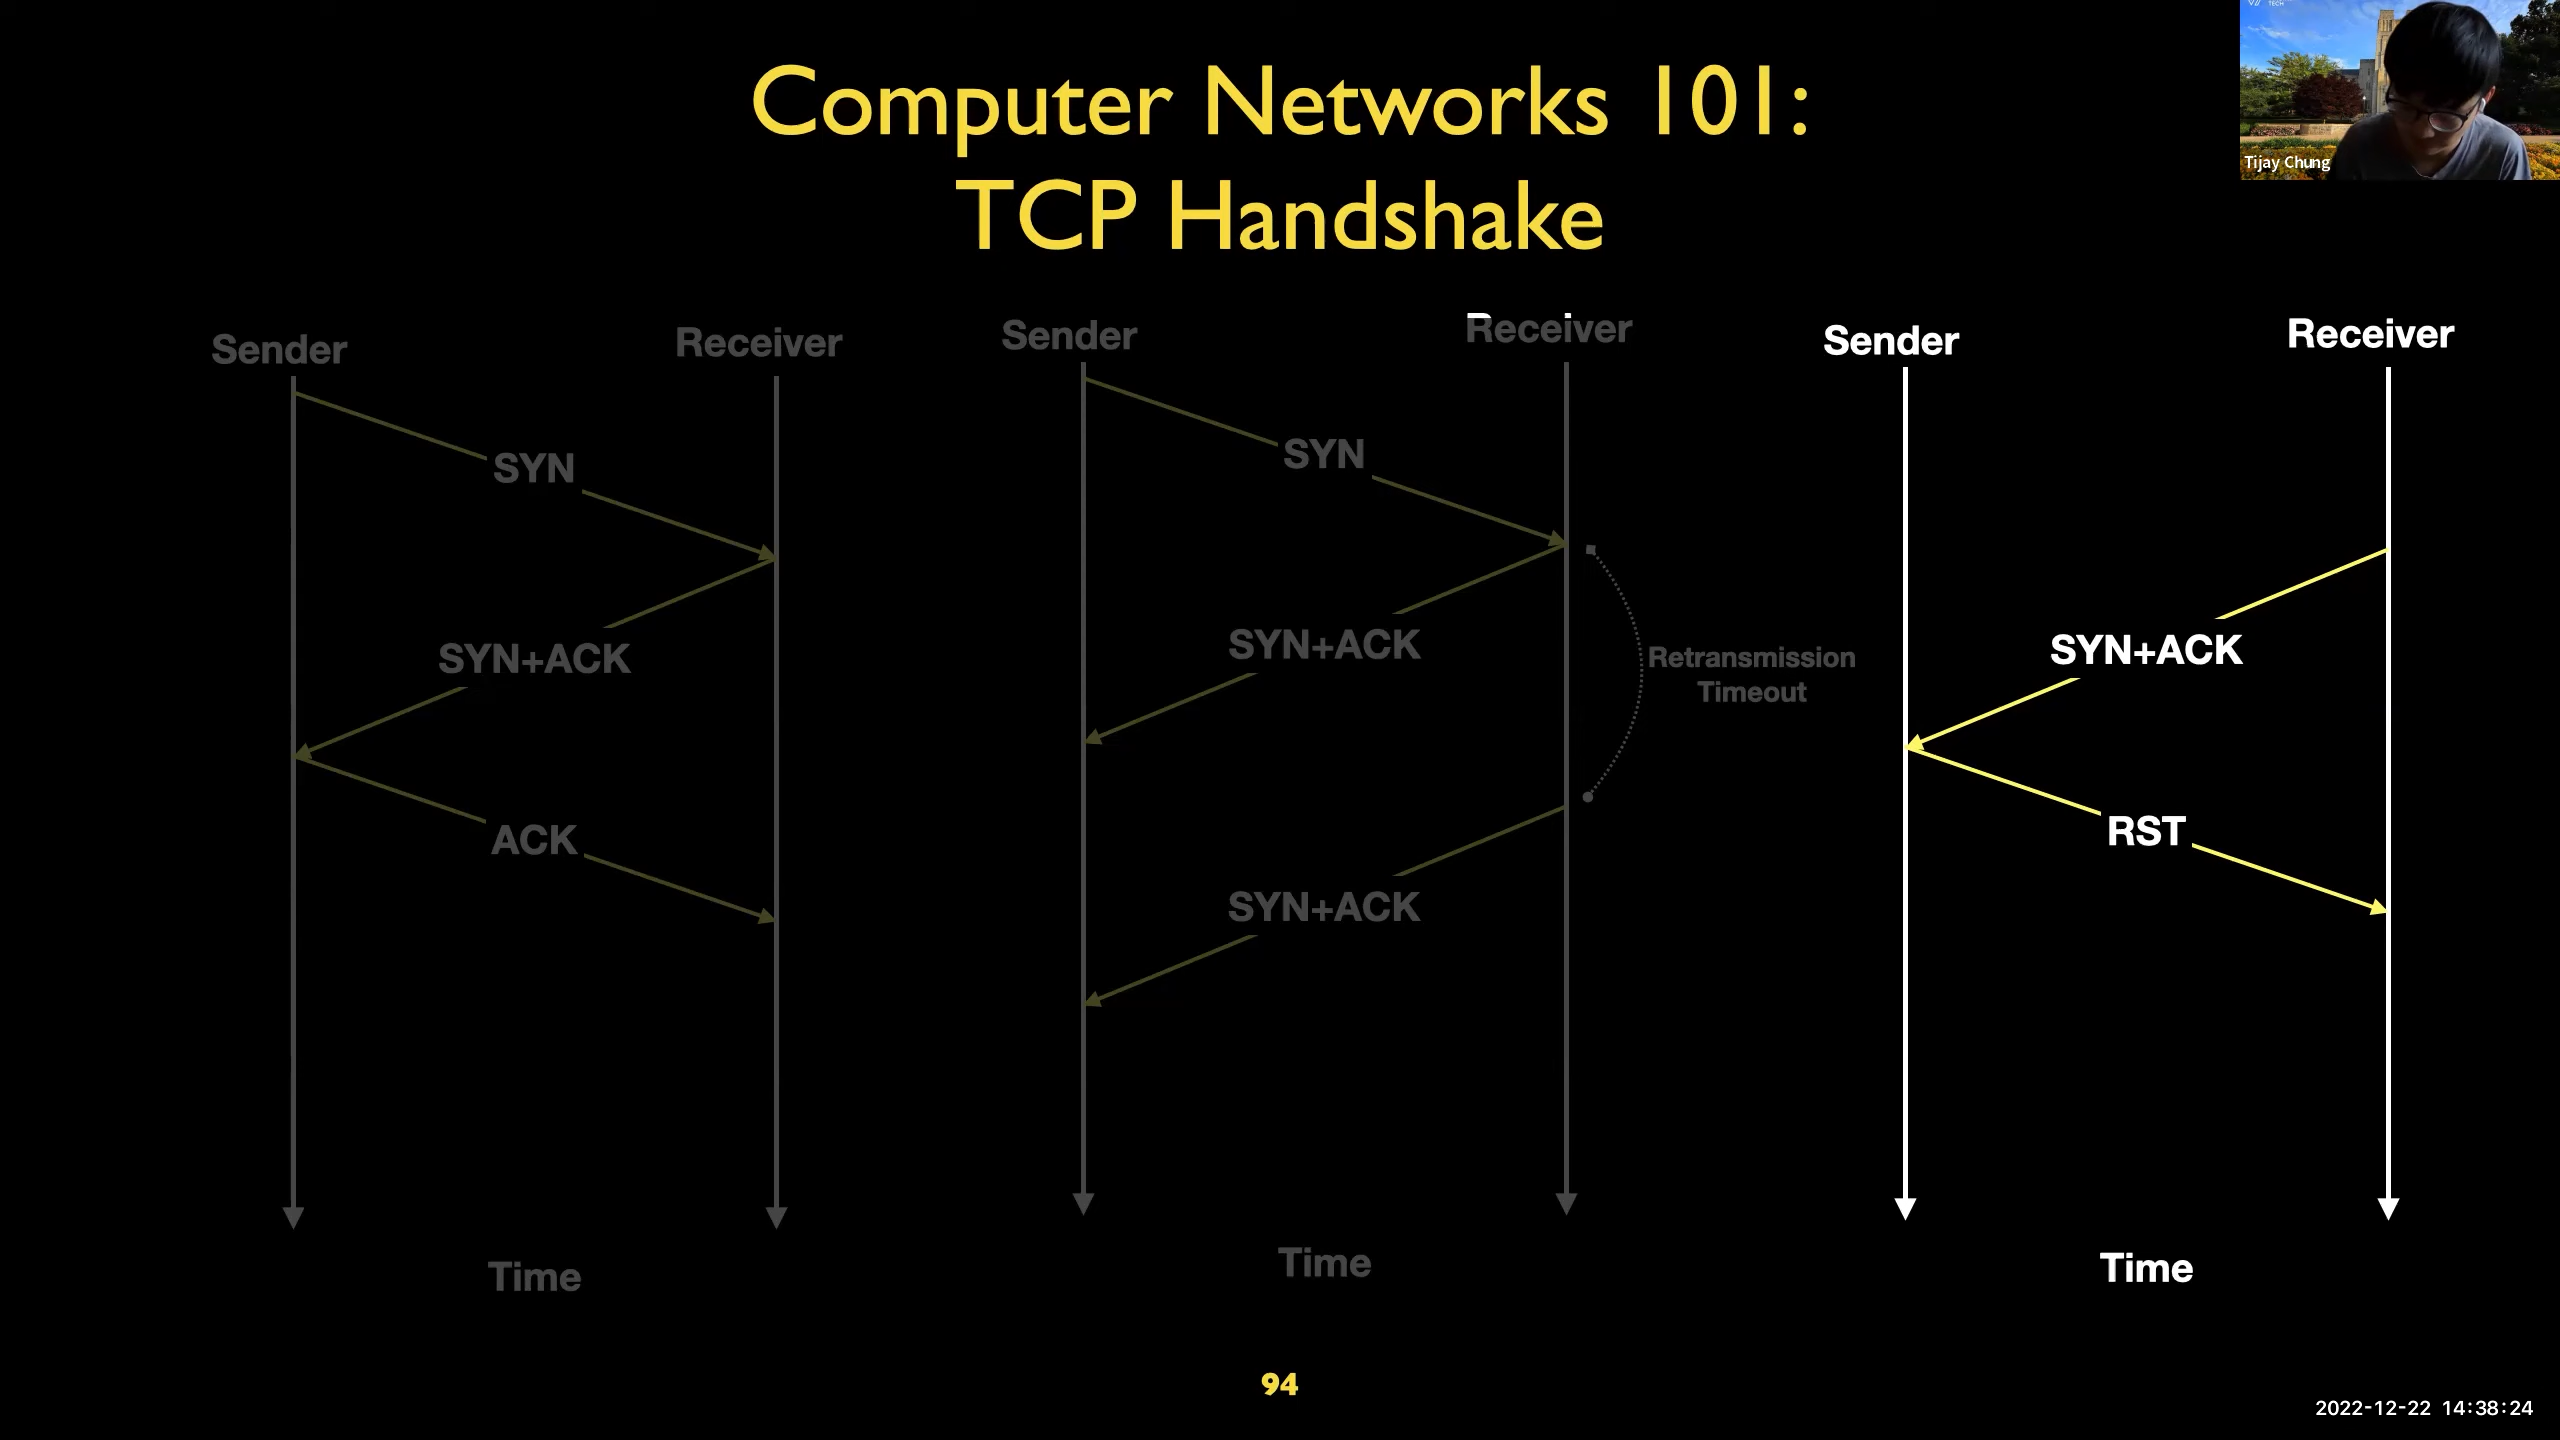 TECH
Tijay Chung
Computer Networks 101:
TCP Handshake
Sender
Receiver
SYN
SYN+ACK
ACK
Time
Sender
Receiver
SYN
SYN+ACK
Retransmission
Timeout
SYN+ACK
Time
Sender
Receiver
SYN+ACK
RST
Time
94
2022-12-22 14:38:24